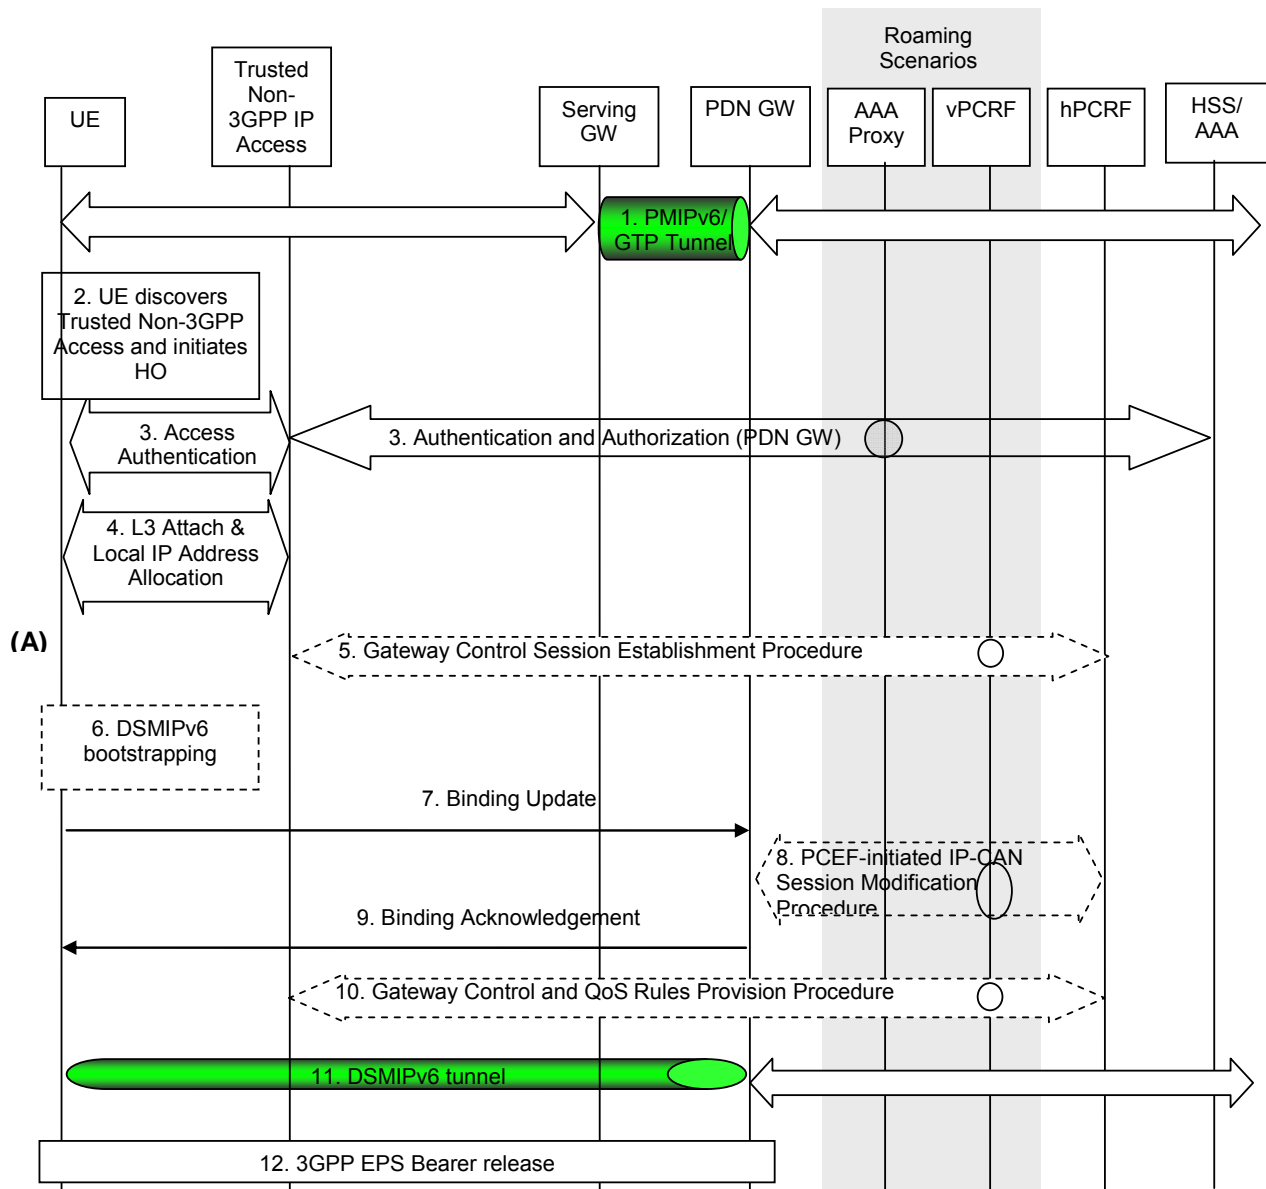 Roaming
Scenarios
UE
Trusted
Non-
3GPP IP
Access
Serving
GW
PDN GW
AAA
Proxy
vPCRF
hPCRF
HSS/
AAA
1. PMIPv6/
GTP Tunnel
2. UE discovers
Trusted Non-3GPP
Access and initiates
HO
3. Access
Authentication
3. Authentication and Authorization (PDN GW)
4. L3 Attach &
Local IP Address
Allocation
(A)
5. Gateway Control Session Establishment Procedure
6. DSMIPv6
bootstrapping
7. Binding Update
8. PCEF-initiated IP-CAN
Session Modification
Procedure
9. Binding Acknowledgement
10. Gateway Control and QoS Rules Provision Procedure
11. DSMIPv6 tunnel
12. 3GPP EPS Bearer release